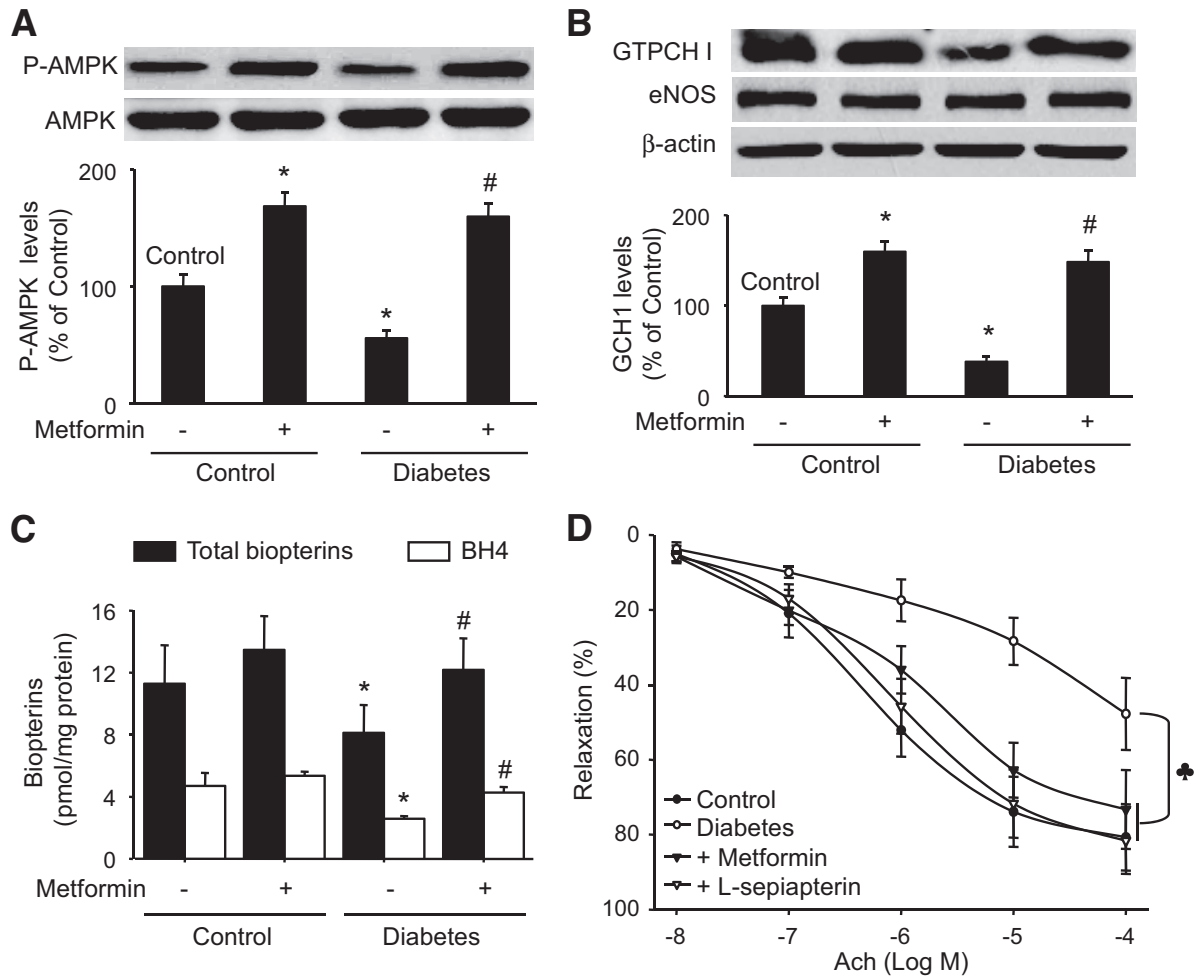 A
P-AMPK
AMPK
P-AMPK levels
(% of Control)
200
100
0
Control
*
*
#
Metformin - + - +
Control Diabetes
B
GTPCH I
eNOS
β-actin
GCH1 levels
(% of Control)
200
100
0
Control
*
*
#
Metformin - + - +
Control Diabetes
C
Total biopterins BH4
Biopterins
(pmol/mg protein)
16
12
8
4
0
*
*
#
#
Metformin - + - +
Control Diabetes
D
Relaxation (%)
0
20
40
60
80
100
Control
Diabetes
+ Metformin
+ L-sepiapterin
♣
-8 -7 -6 -5 -4
Ach (Log M)